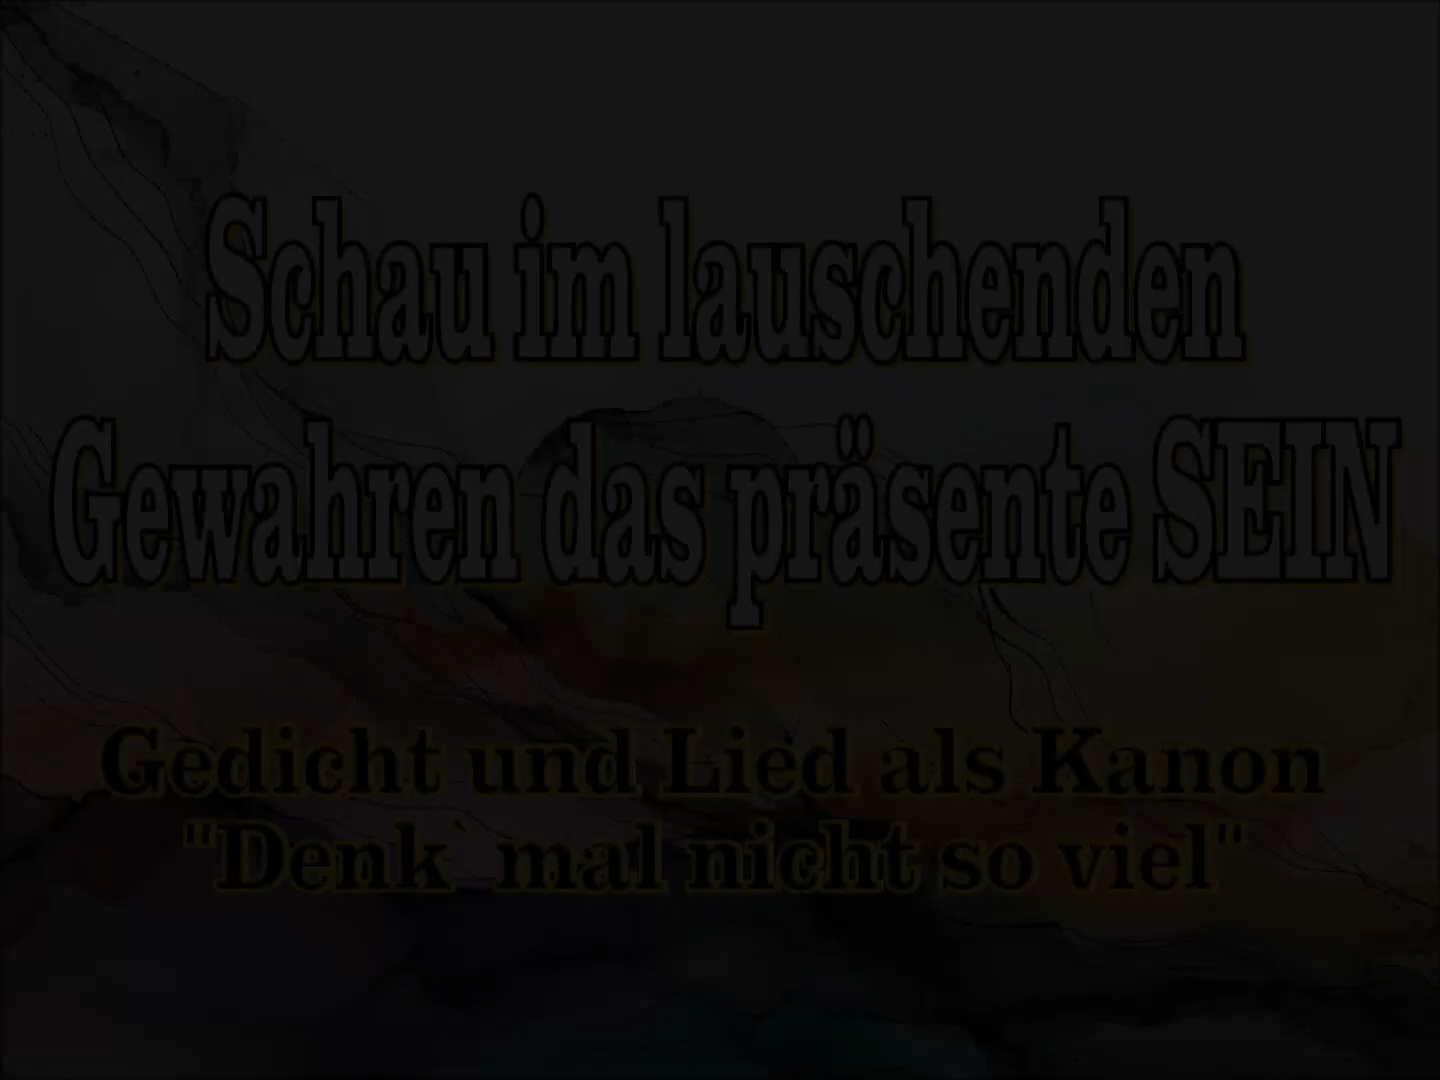 Schau im lauschenden
Gewahren das präsente SEIN
Gedicht und Lied als Kanon
"Denk`mal nicht so viel"